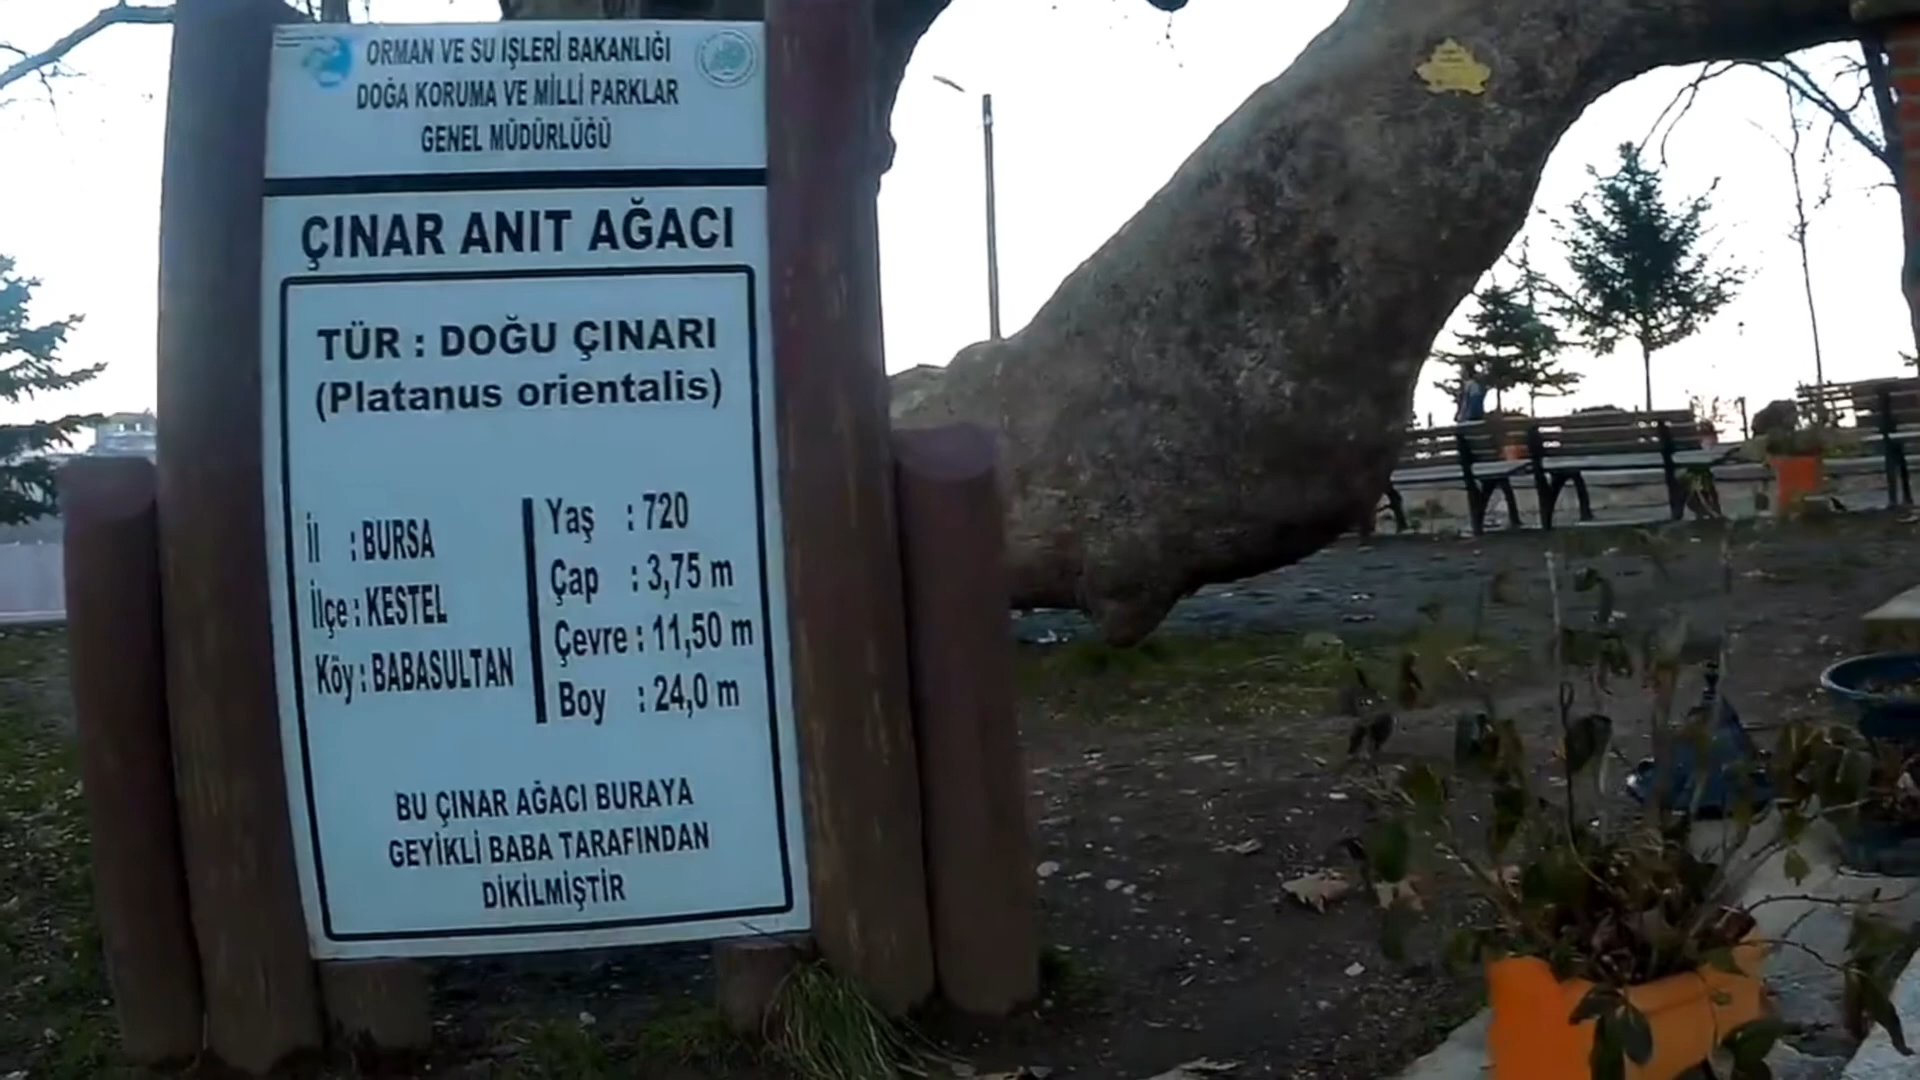 ORMAN VE SU IŞLERİ BAKANLIĞI
DOĞA KORUMA VE MİLLİ PARKLAR
GENEL MÜDÜRLÜĞÜ
ÇINAR ANIT AĞACI
TÜR : DOĞU ÇINARI
(Platanus orientalis)
İl : BURSA
İlçe : KESTEL
Köy : BABASULTAN
Yaş : 720
Çap : 3,75 m
Çevre : 11,50 m
Boy : 24,0 m
BU ÇINAR AĞACI BURAYA
GEYİKLİ BABA TARAFINDAN
DİKİLMİŞTİR